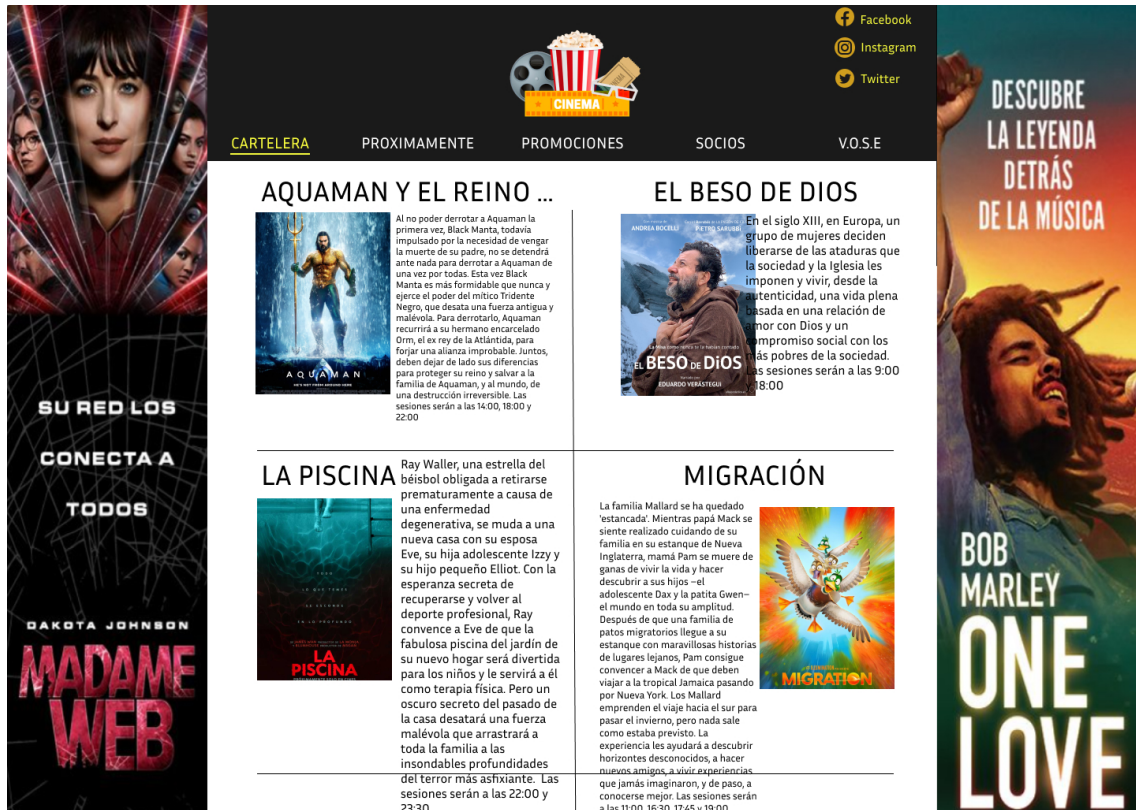 Facebook
Instagram
Twitter
CINEMA
CARTELERA
PROXIMAMENTE
PROMOCIONES
SOCIOS
V.O.S.E
SU RED LOS
CONECTA A
TODOS
DAKOTA JOHNSON
MADAME
WEB
AQUAMAN Y EL REINO ...
AQUAMAN
Al no poder derrotar a Aquaman la
primera vez, Black Manta, todavía
impulsado por la necesidad de vengar
la muerte de su padre, no se detendrá
ante nada para derrotar a Aquaman de
una vez por todas. Esta vez Black
Manta es más formidable que nunca y
ejerce el poder del mítico Tridente
Negro, que desata una fuerza antigua y
malévola. Para derrotarlo, Aquaman
recurrirá a su hermano encarcelado
Orm, el ex rey de la Atlántida, para
forjar una alianza improbable. Juntos,
deben dejar de lado sus diferencias
para proteger su reino y salvar a la
familia de Aquaman, y al mundo, de
una destrucción irreversible. Las
sesiones serán a las 14:00, 18:00 y
22:00
EL BESO DE DIOS
ANDREA BOCELLI
PIETRO SARUBBI
EL BESO DE DiOS
EDUARDO VERÁSTEGUI
En el siglo XIII, en Europa, un
grupo de mujeres deciden
liberarse de las ataduras que
la sociedad y la Iglesia les
imponen y vivir, desde la
autenticidad, una vida plena
basada en una relación de
amor con Dios y un
compromiso social con los
más pobres de la sociedad.
Las sesiones serán a las 9:00
y 18:00
LA PISCINA
LA
PISCINA
Ray Waller, una estrella del
béisbol obligada a retirarse
prematuramente a causa de
una enfermedad
degenerativa, se muda a una
nueva casa con su esposa
Eve, su hija adolescente Izzy y
su hijo pequeño Elliot. Con la
esperanza secreta de
recuperarse y volver al
deporte profesional, Ray
convence a Eve de que la
fabulosa piscina del jardín de
su nuevo hogar será divertida
para los niños y le servirá a él
como terapia física. Pero un
oscuro secreto del pasado de
la casa desatará una fuerza
malévola que arrastrará a
toda la familia a las
insondables profundidades
del terror más asfixiante. Las
sesiones serán a las 22:00 y
23:30
MIGRACIÓN
La familia Mallard se ha quedado
'estancada'. Mientras papá Mack se
siente realizado cuidando de su
familia en su estanque de Nueva
Inglaterra, mamá Pam se muere de
ganas de vivir la vida y hacer
descubrir a sus hijos —el
adolescente Dax y la patita Gwen—
el mundo en toda su amplitud.
Después de que una familia de
patos migratorios llegue a su
estanque con maravillosas historias
de lugares lejanos, Pam consigue
convencer a Mack de que deben
viajar a la tropical Jamaica pasando
por Nueva York. Los Mallard
emprenden el viaje hacia el sur para
pasar el invierno, pero nada sale
como estaba previsto. La
experiencia les ayudará a descubrir
horizontes desconocidos, a hacer
nuevos amigos, a vivir experiencias
que jamás imaginaron, y de paso, a
conocerse mejor. Las sesiones serán
a las 11:00, 16:30, 17:45 y 19:00
MIGRATION
DESCUBRE
LA LEYENDA
DETRÁS
DE LA MÚSICA
BOB
MARLEY
ONE
LOVE